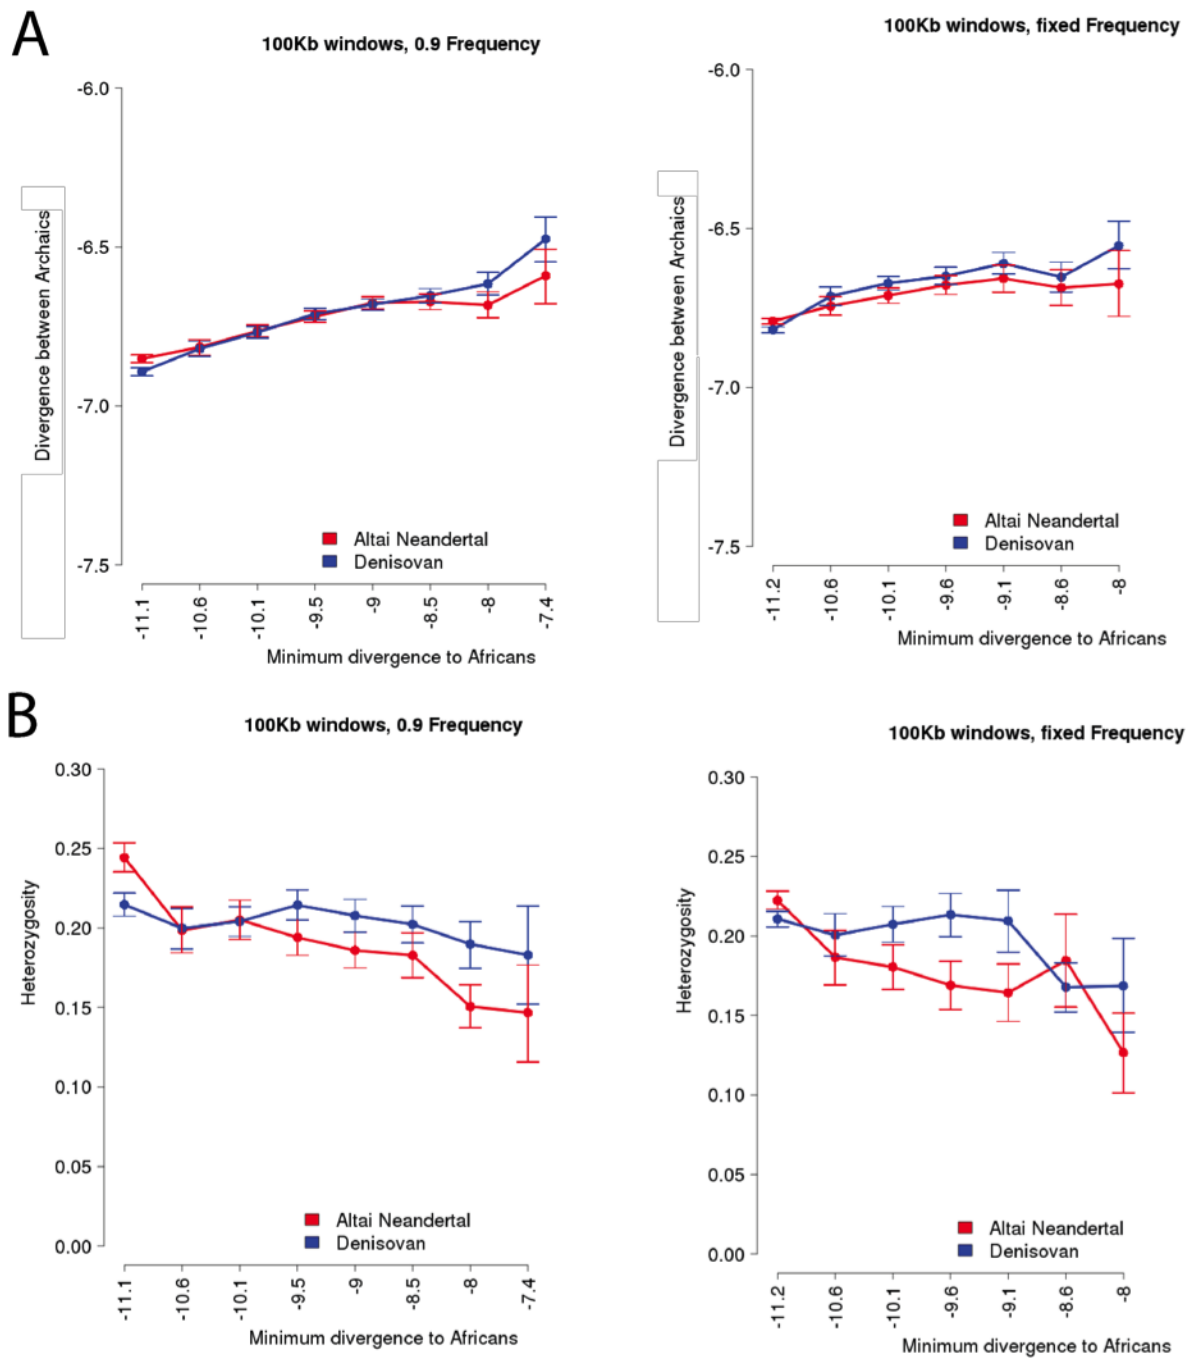 A
100Kb windows, 0.9 Frequency
-6.0
-6.5
-7.0
-7.5
Divergence between Archaics
Altai Neandertal
Denisovan
-11.1
-10.6
-10.1
-9.5
-9
-8.5
-8
-7.4
Minimum divergence to Africans
100Kb windows, fixed Frequency
-6.0
-6.5
-7.0
-7.5
Divergence between Archaics
Altai Neandertal
Denisovan
-11.2
-10.6
-10.1
-9.6
-9.1
-8.6
-8
Minimum divergence to Africans
B
100Kb windows, 0.9 Frequency
0.30
0.25
0.20
0.15
0.10
0.05
0.00
Heterozygosity
Altai Neandertal
Denisovan
-11.1
-10.6
-10.1
-9.5
-9
-8.5
-8
-7.4
Minimum divergence to Africans
100Kb windows, fixed Frequency
0.30
0.25
0.20
0.15
0.10
0.05
0.00
Heterozygosity
Altai Neandertal
Denisovan
-11.2
-10.6
-10.1
-9.6
-9.1
-8.6
-8
Minimum divergence to Africans